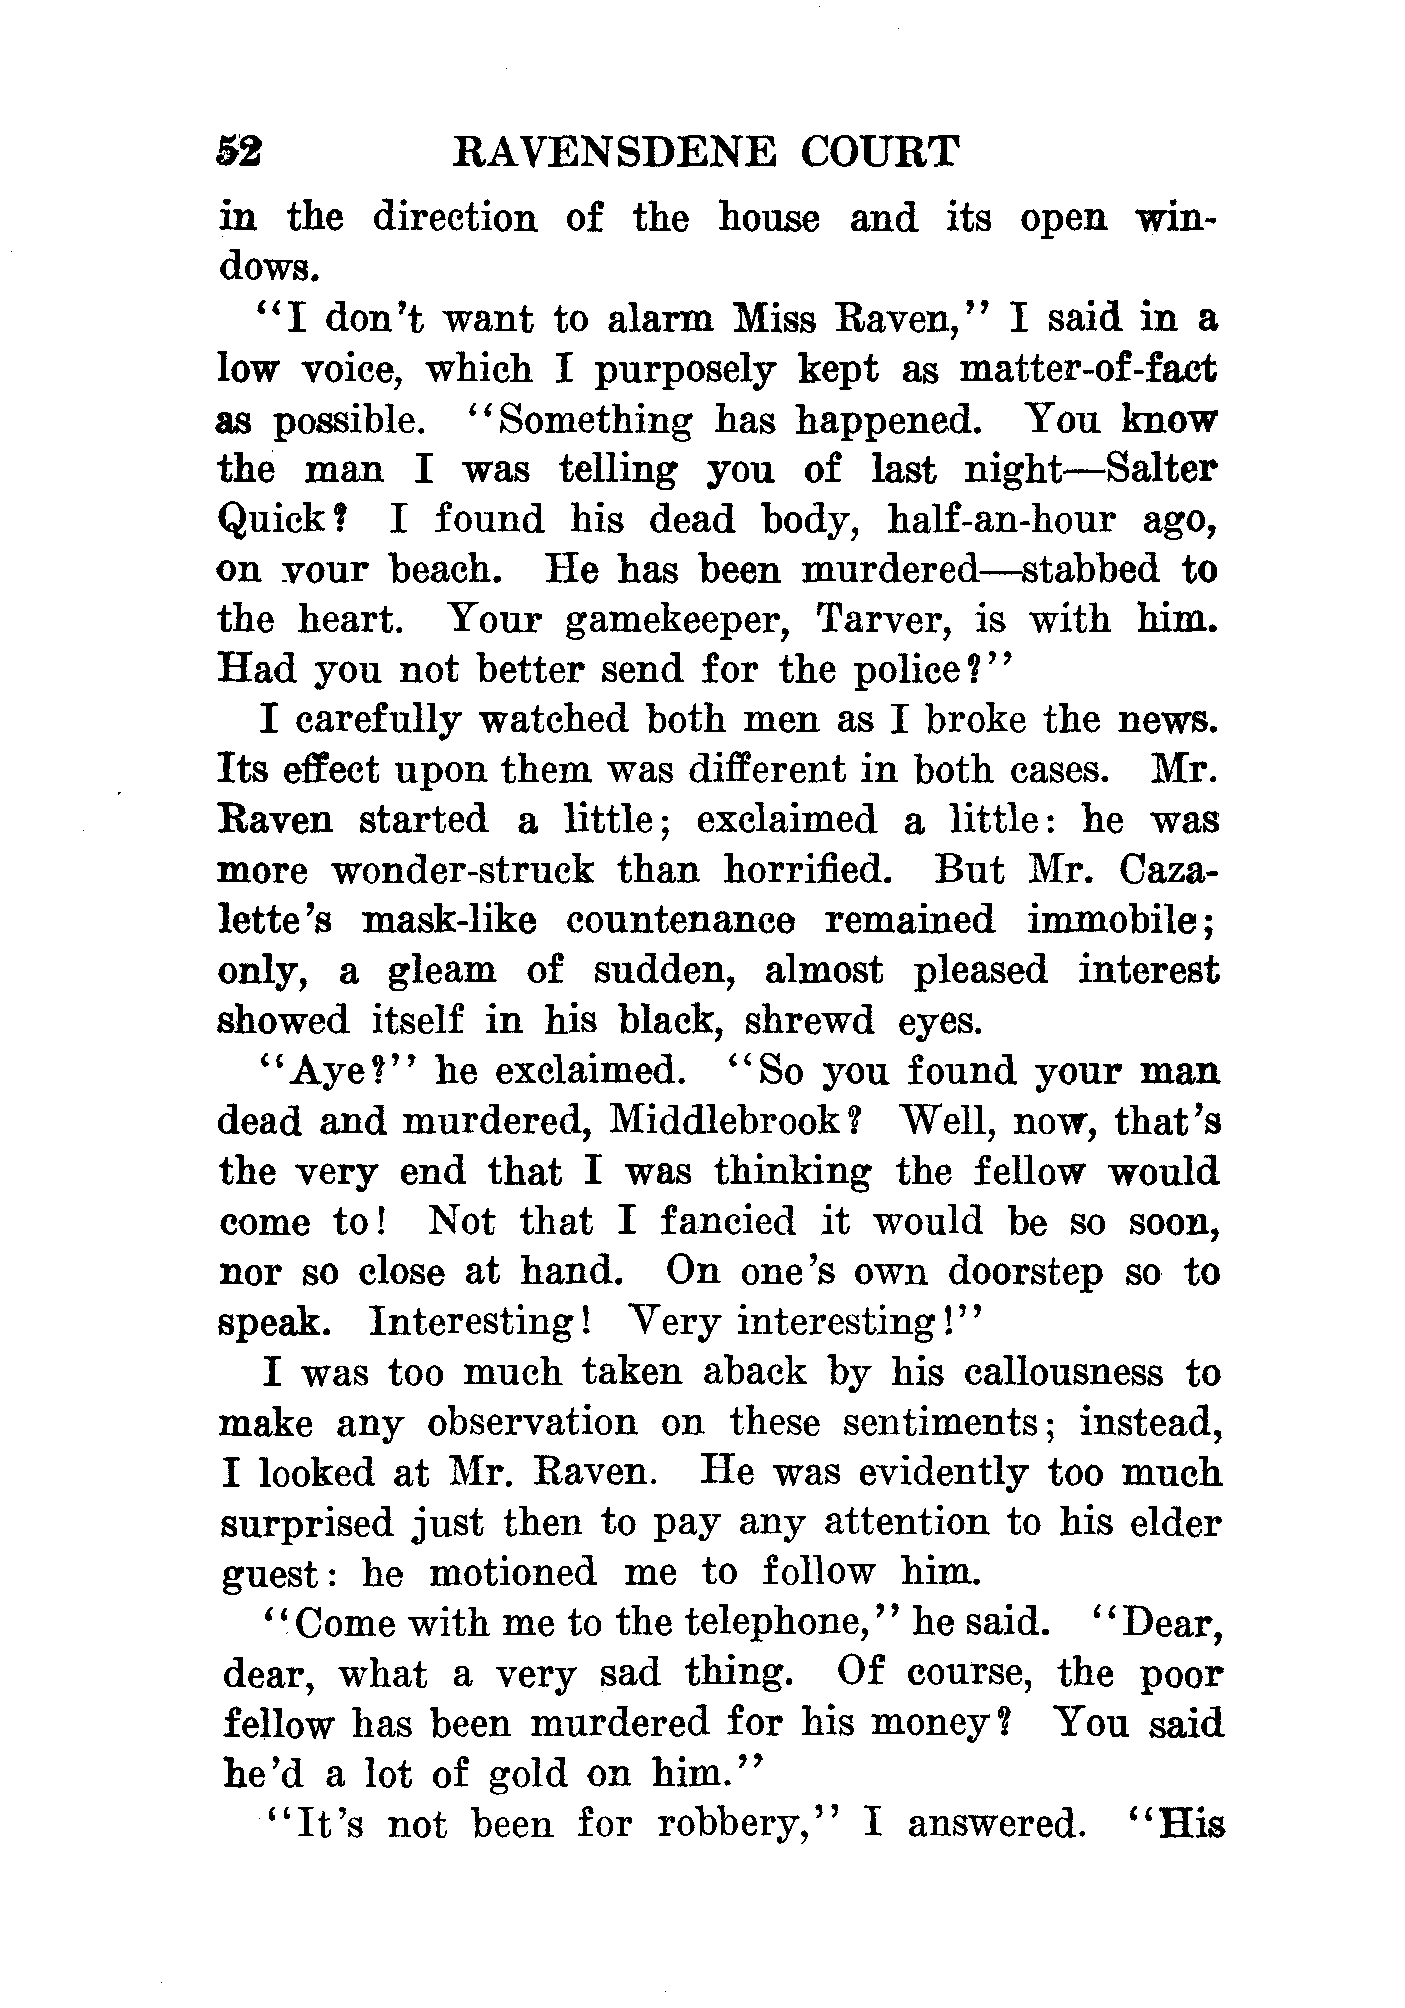 52 RAVENSDENE COURT
in the direction of the house and its open win-
dows.
"I don't want to alarm Miss Raven," I said in a
low voice, which I purposely kept as matter-of-fact
as possible. "Something has happened. You know
the man I was telling you of last night—Salter
Quick? I found his dead body, half-an-hour ago,
on your beach. He has been murdered—stabbed to
the heart. Your gamekeeper, Tarver, is with him.
Had you not better send for the police?"
I carefully watched both men as I broke the news.
Its effect upon them was different in both cases. Mr.
Raven started a little; exclaimed a little: he was
more wonder-struck than horrified. But Mr. Caza-
lette's mask-like countenance remained immobile;
only, a gleam of sudden, almost pleased interest
showed itself in his black, shrewd eyes.
"Aye?" he exclaimed. "So you found your man
dead and murdered, Middlebrook? Well, now, that's
the very end that I was thinking the fellow would
come to! Not that I fancied it would be so soon,
nor so close at hand. On one's own doorstep so to
speak. Interesting! Very interesting!"
I was too much taken aback by his callousness to
make any observation on these sentiments; instead,
I looked at Mr. Raven. He was evidently too much
surprised just then to pay any attention to his elder
guest: he motioned me to follow him.
"Come with me to the telephone," he said. "Dear,
dear, what a very sad thing. Of course, the poor
fellow has been murdered for his money? You said
he'd a lot of gold on him."
"It's not been for robbery," I answered. "His